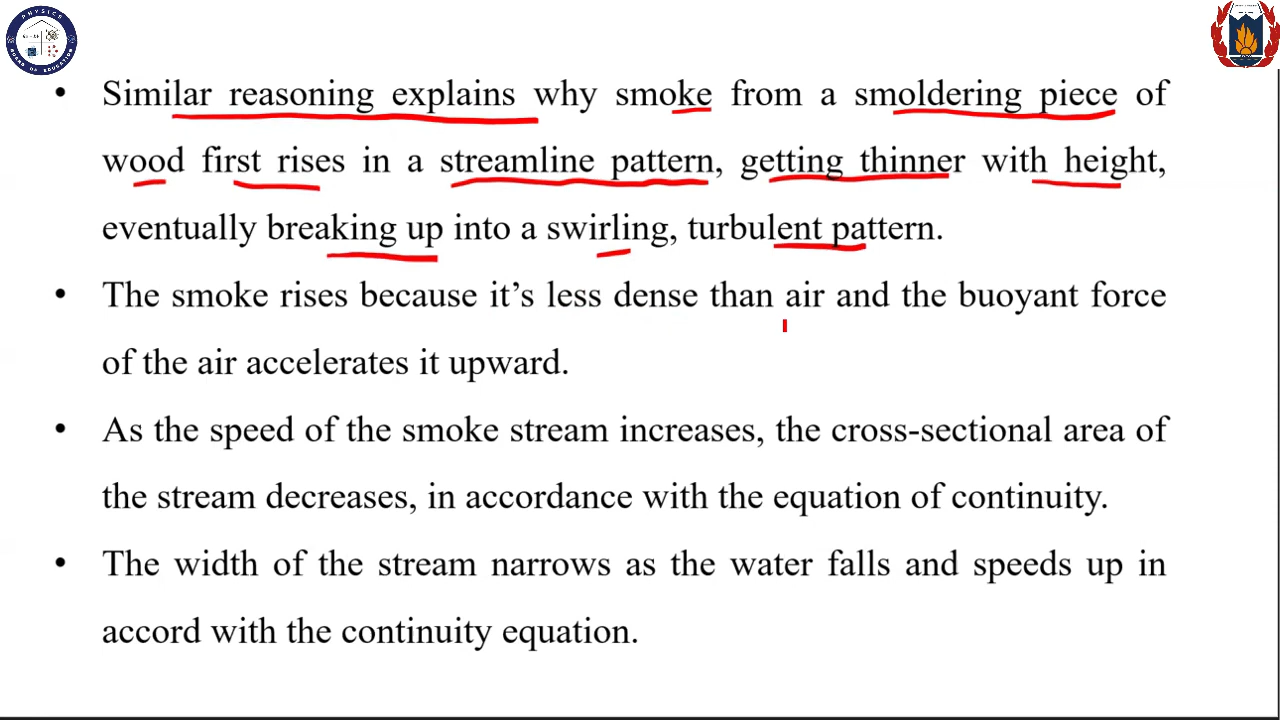 PHYSICS
BOARD OF EDUCATION
• Similar reasoning explains why smoke from a smoldering piece of
wood first rises in a streamline pattern, getting thinner with height,
eventually breaking up into a swirling, turbulent pattern.
• The smoke rises because it’s less dense than air and the buoyant force
of the air accelerates it upward.
• As the speed of the smoke stream increases, the cross-sectional area of
the stream decreases, in accordance with the equation of continuity.
• The width of the stream narrows as the water falls and speeds up in
accord with the continuity equation.